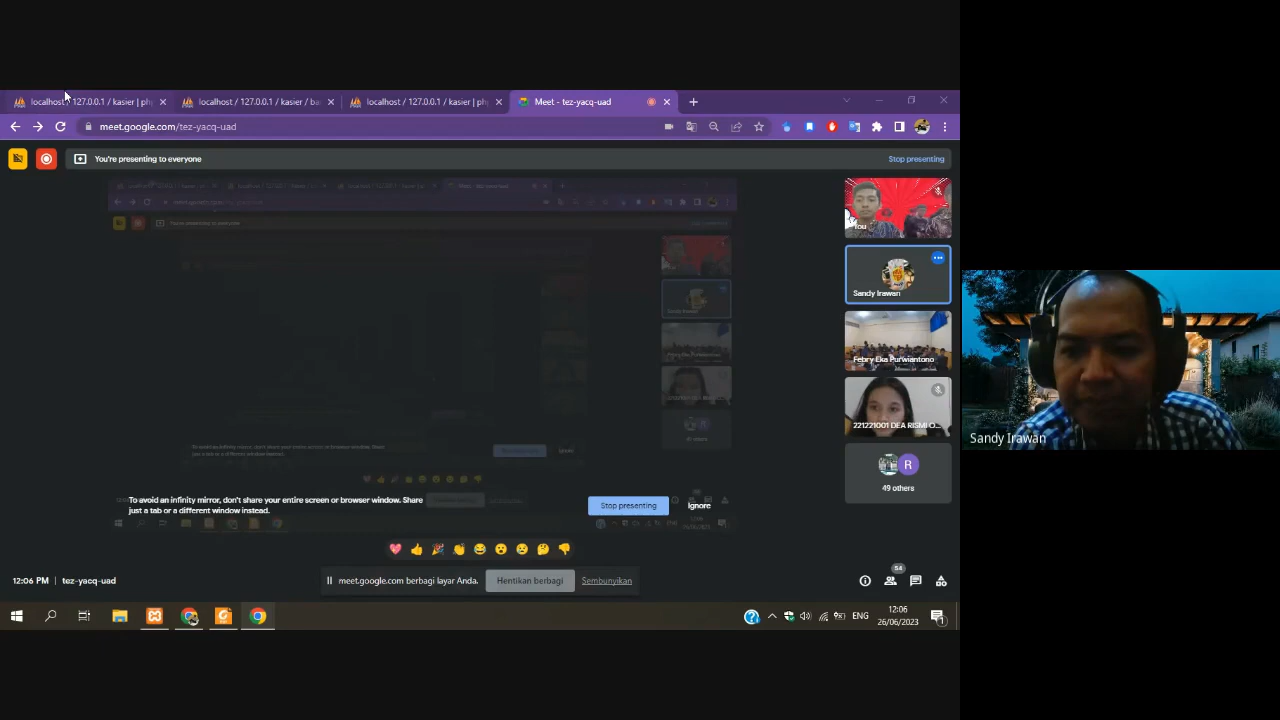 localhost / 127.0.0.1 / kasier | ph
localhost / 127.0.0.1 / kasier / ba
localhost / 127.0.0.1 / kasier | ph
Meet - tez-yacq-uad
meet.google.com/tez-yacq-uad
You're presenting to everyone
Stop presenting
You
Sandy Irawan
Febry Eka Purwiantono
221221001 DEA RISMI O...
R
49 others
To avoid an infinity mirror, don't share your entire screen or browser window. Share
just a tab or a different window instead.
Stop presenting
Ignore
12:06 PM | tez-yacq-uad
meet.google.com berbagi layar Anda.
Hentikan berbagi
Sembunyikan
54
ENG
12:06
26/06/2023
1
Sandy Irawan